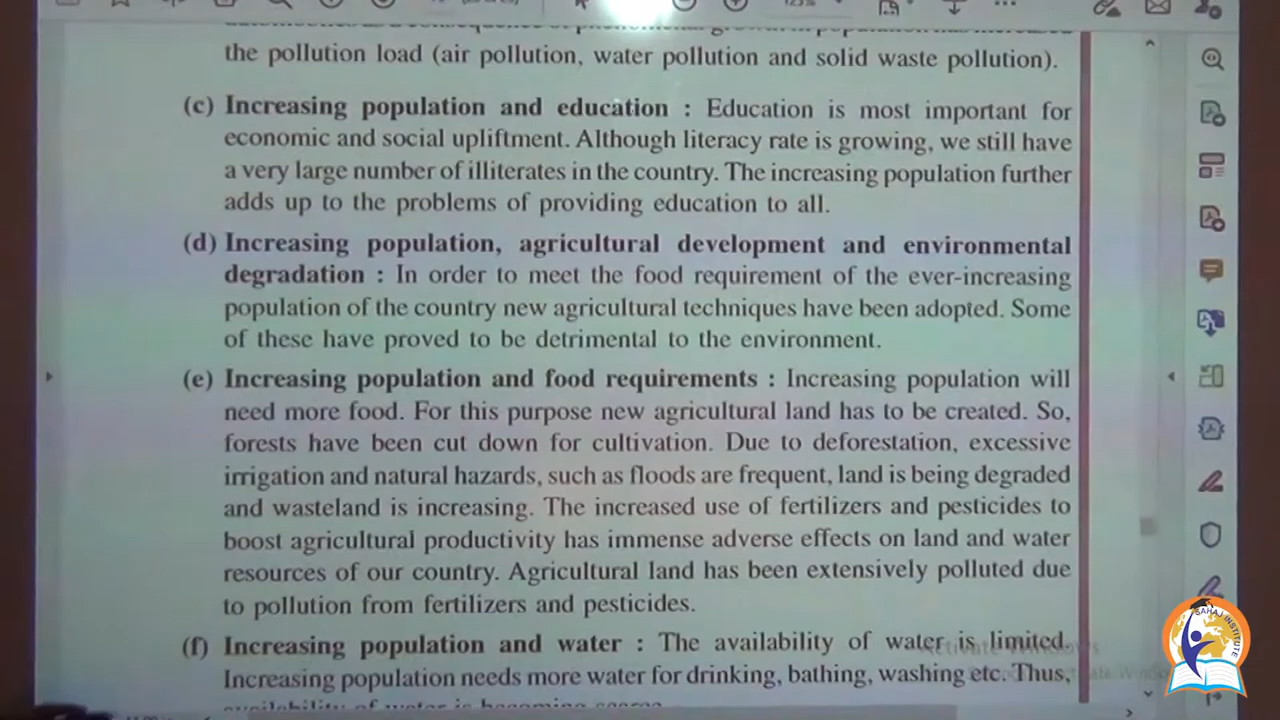 the pollution load (air pollution, water pollution and solid waste pollution).
(c) Increasing population and education : Education is most important for
economic and social upliftment. Although literacy rate is growing, we still have
a very large number of illiterates in the country. The increasing population further
adds up to the problems of providing education to all.
(d) Increasing population, agricultural development and environmental
degradation : In order to meet the food requirement of the ever-increasing
population of the country new agricultural techniques have been adopted. Some
of these have proved to be detrimental to the environment.
(e) Increasing population and food requirements : Increasing population will
need more food. For this purpose new agricultural land has to be created. So,
forests have been cut down for cultivation. Due to deforestation, excessive
irrigation and natural hazards, such as floods are frequent, land is being degraded
and wasteland is increasing. The increased use of fertilizers and pesticides to
boost agricultural productivity has immense adverse effects on land and water
resources of our country. Agricultural land has been extensively polluted due
to pollution from fertilizers and pesticides.
(f) Increasing population and water : The availability of water is limited.
Activate Windows
Increasing population needs more water for drinking, bathing, washing etc. Thus,
availability of water is becoming scarce.
SAHAJ INSTITUTE